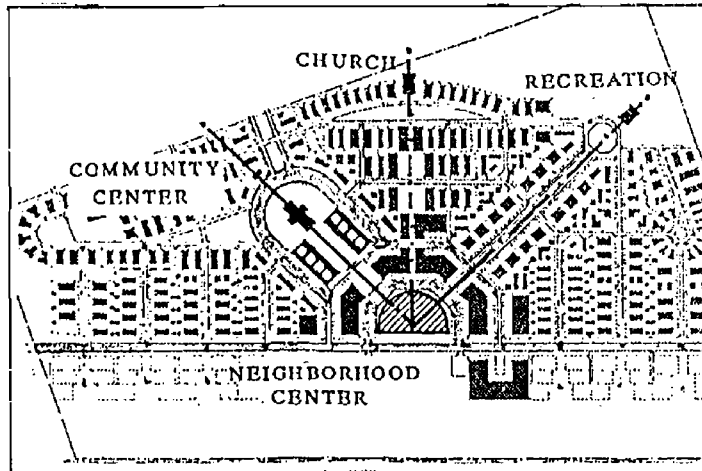 CHURCH
RECREATION
COMMUNITY
CENTER
NEIGHBORHOOD
CENTER